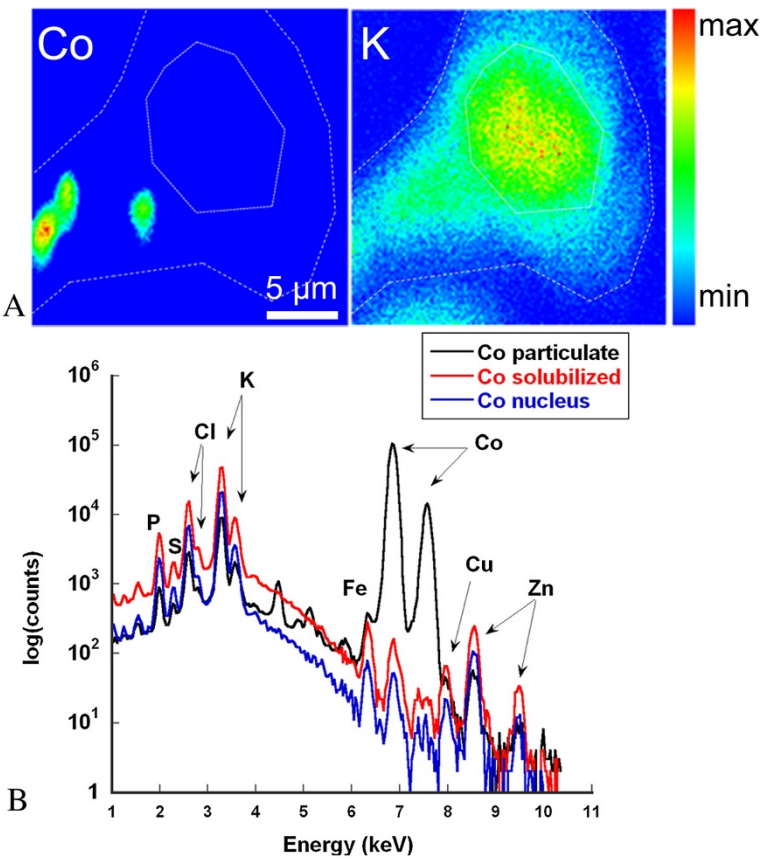 Co
K
max
min
5 µm
A
Co particulate
Co solubilized
Co nucleus
10⁶
10⁵
10⁴
10³
10²
10¹
1
log(counts)
P
S
Cl
K
Fe
Co
Cu
Zn
1 2 3 4 5 6 7 8 9 10 11
Energy (keV)
B